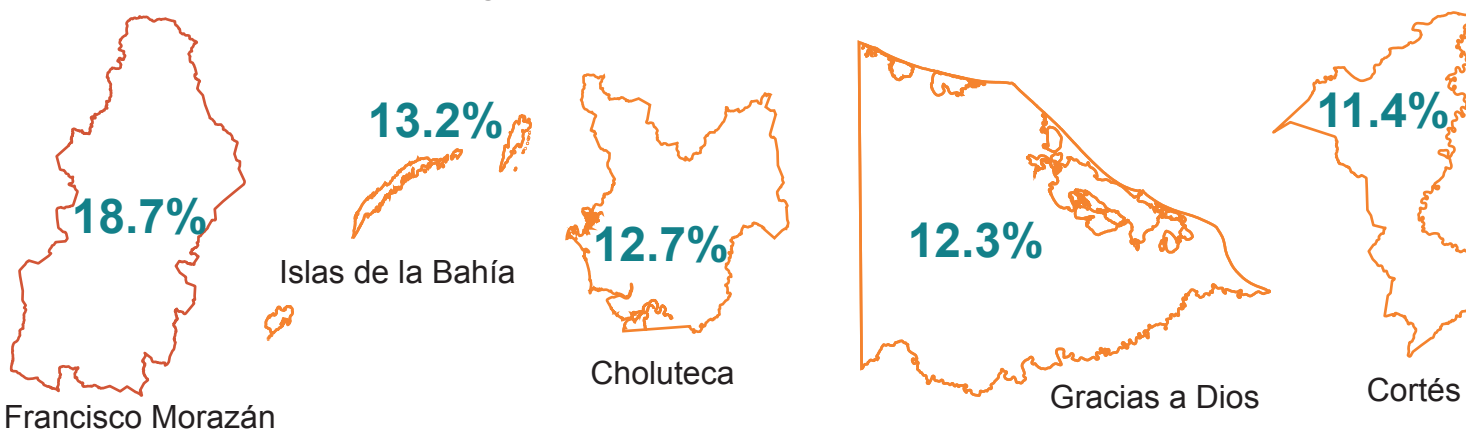 18.7%
Francisco Morazán
13.2%
Islas de la Bahía
12.7%
Choluteca
12.3%
Gracias a Dios
11.4%
Cortés